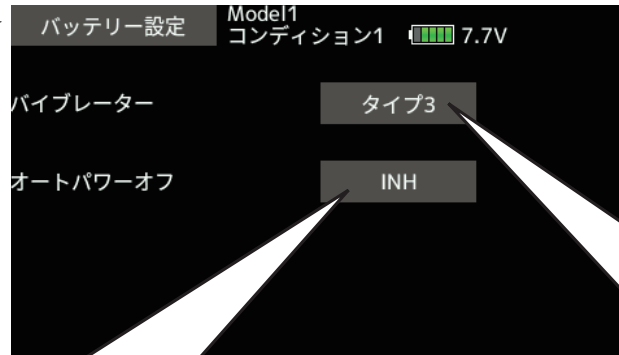 バッテリー設定
Model1
コンディション1 7.7V
バイブレーター タイプ3
オートパワーオフ INH